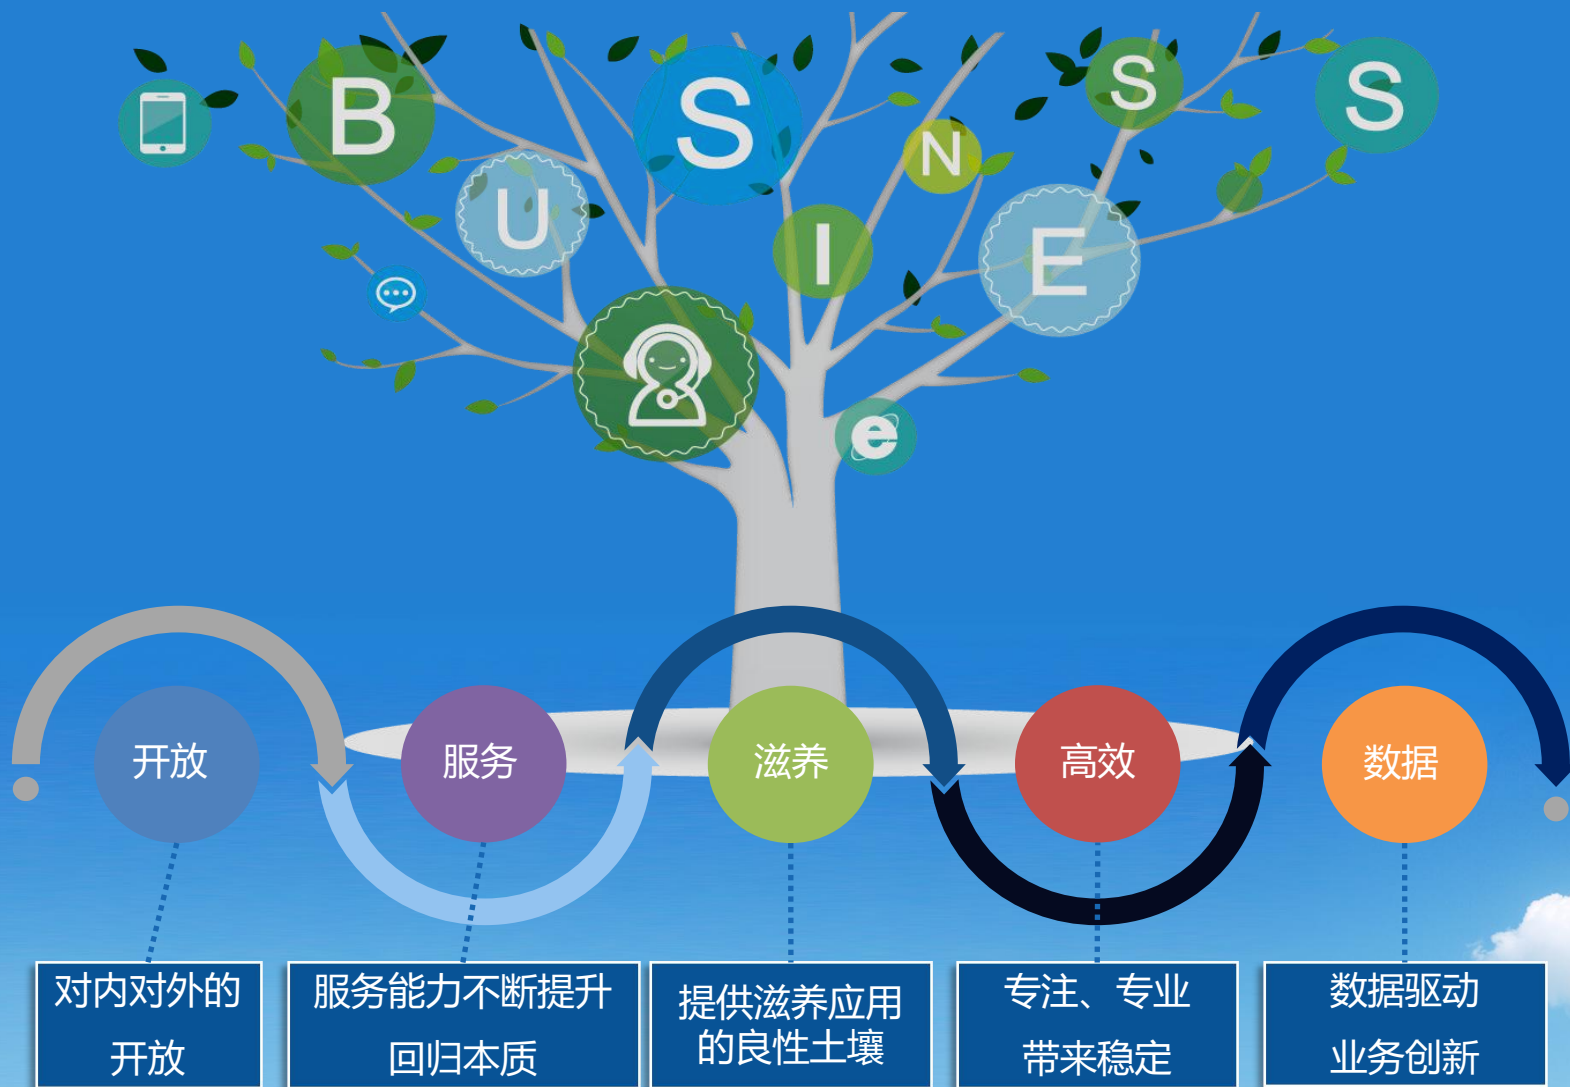 B
U
S
I
N
E
S
S
e
开放
服务
滋养
高效
数据
对内对外的
开放
服务能力不断提升
回归本质
提供滋养应用
的良性土壤
专注、专业
带来稳定
数据驱动
业务创新